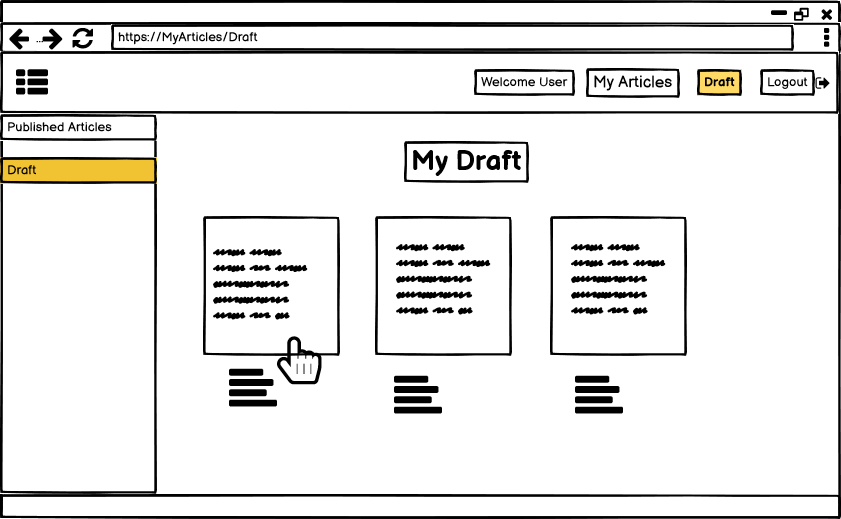 https://MyArticles/Draft
Welcome User
My Articles
Draft
Logout
Published Articles
Draft
My Draft